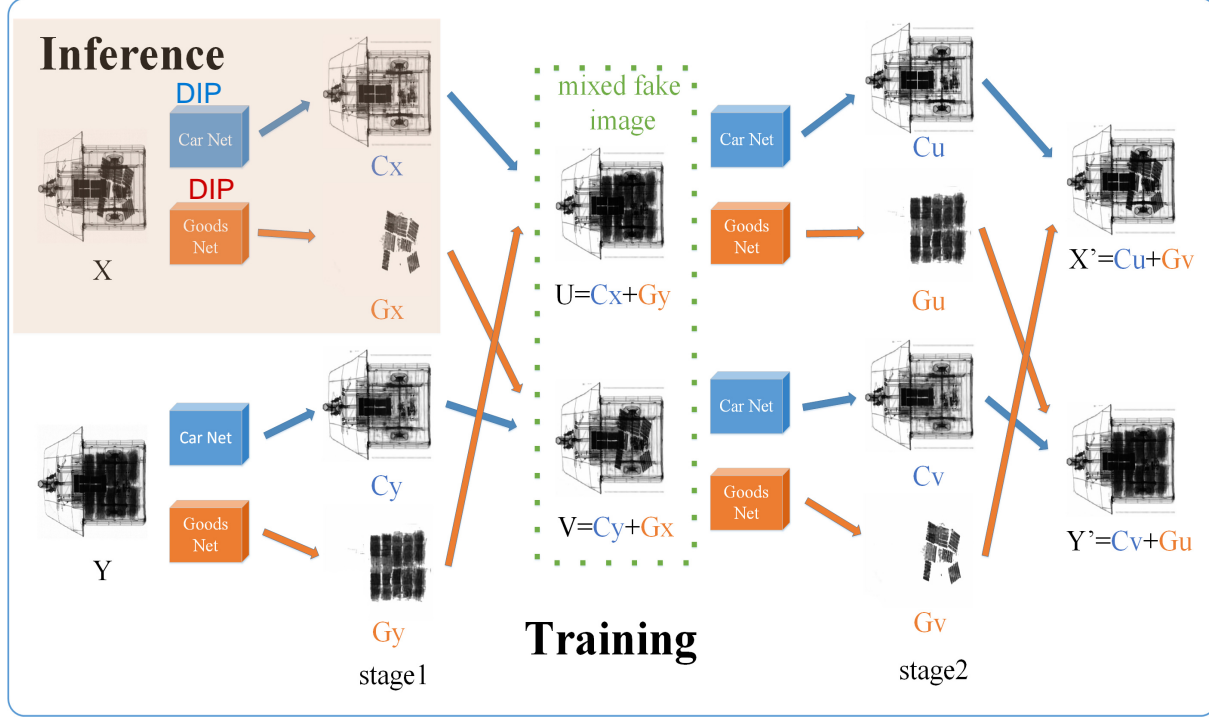 Inference
DIP
Car Net
Cx
DIP
Goods
Net
X
Gx
Car Net
Cy
Goods
Net
Y
Gy
stage1
mixed fake
image
U=Cx+Gy
V=Cy+Gx
Training
Car Net
Cu
Goods
Net
Gu
Car Net
Cv
Goods
Net
Gv
stage2
X’=Cu+Gv
Y’=Cv+Gu